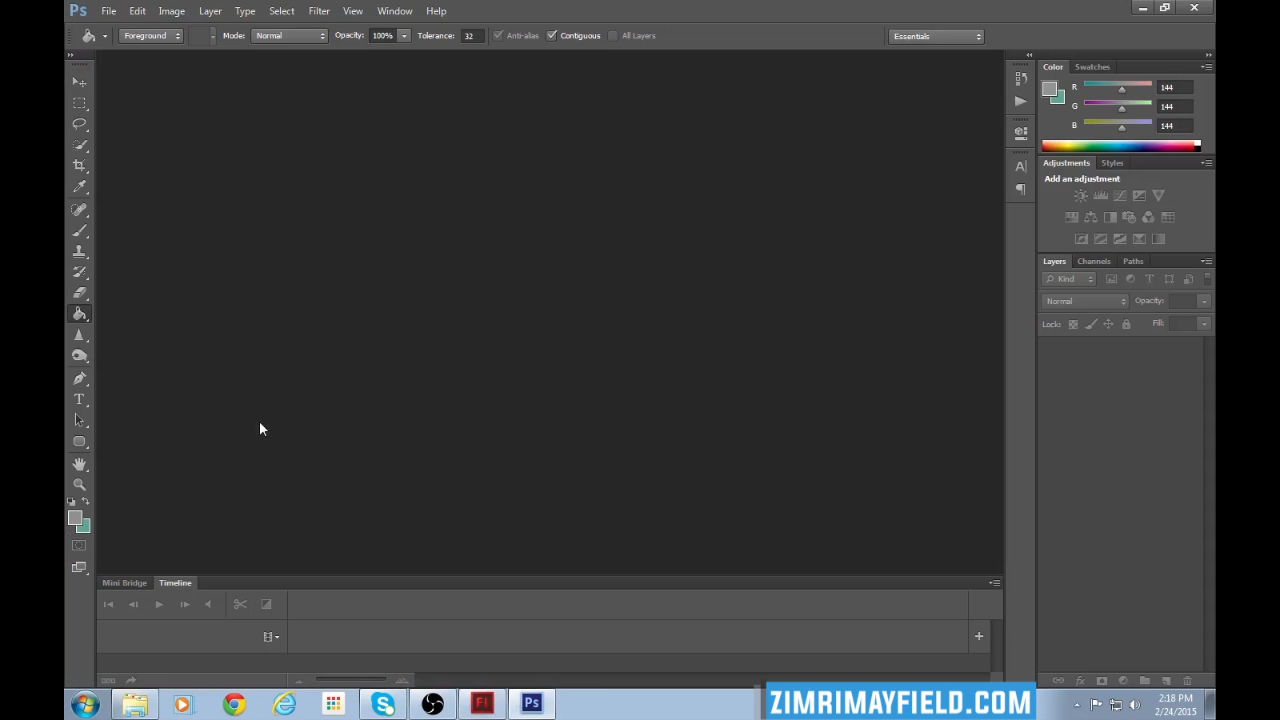 Ps File Edit Image Layer Type Select Filter View Window Help
Foreground Mode: Normal Opacity: 100% Tolerance: 32 Anti-alias Contiguous All Layers Essentials
Color Swatches
R 144
G 144
B 144
Adjustments Styles
Add an adjustment
Layers Channels Paths
Kind
Normal Opacity:
Lock: Fill:
Mini Bridge Timeline
ZIMRIMAYFIELD.COM
2:18 PM
2/24/2015